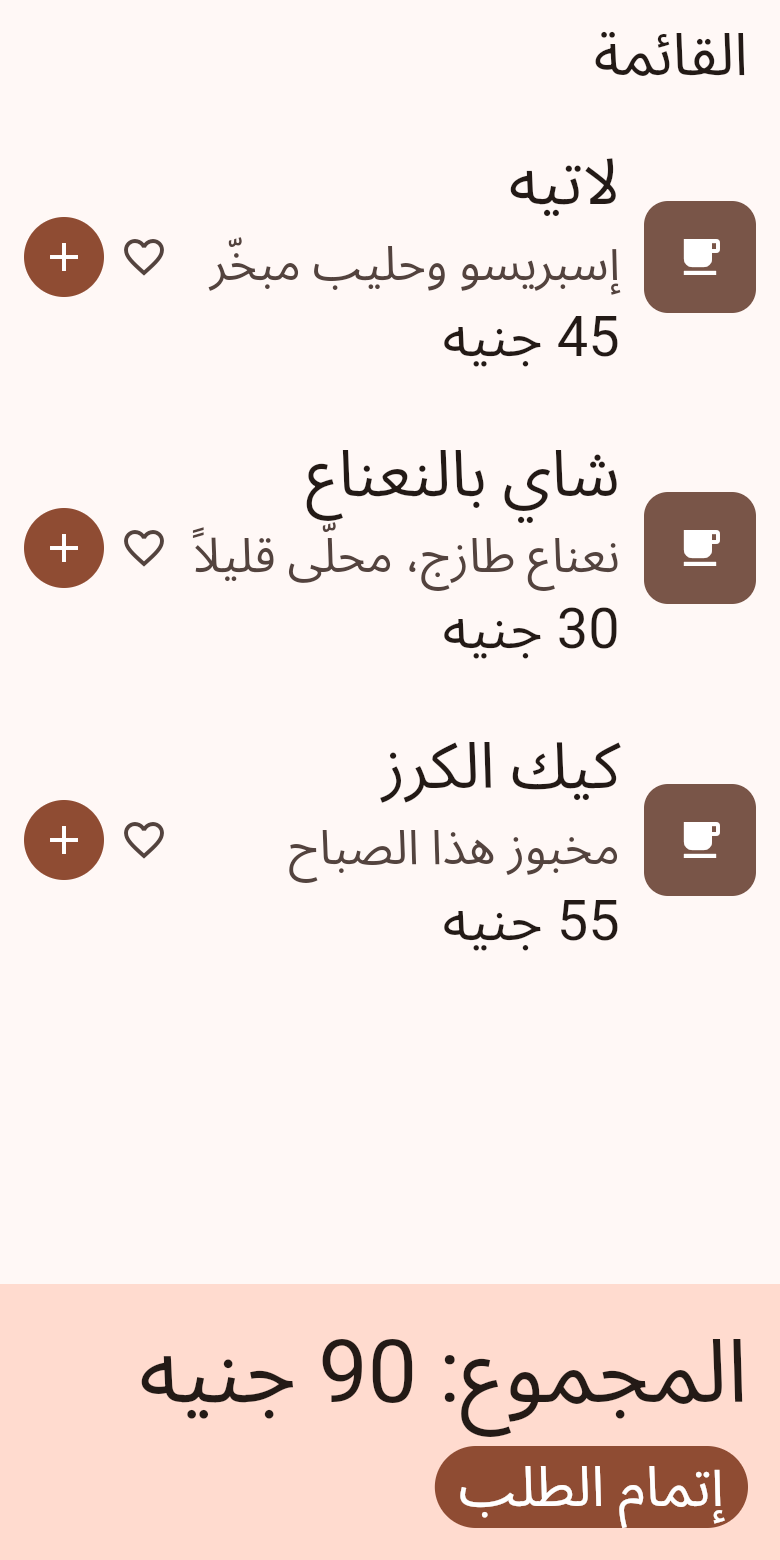 القائمة
لاتيه
إسبريسو وحليب مبخّر
45 جنيه
شاي بالنعناع
نعناع طازج، محلّى قليلاً
30 جنيه
كيك الكرز
مخبوز هذا الصباح
55 جنيه
المجموع: 90 جنيه
إتمام الطلب